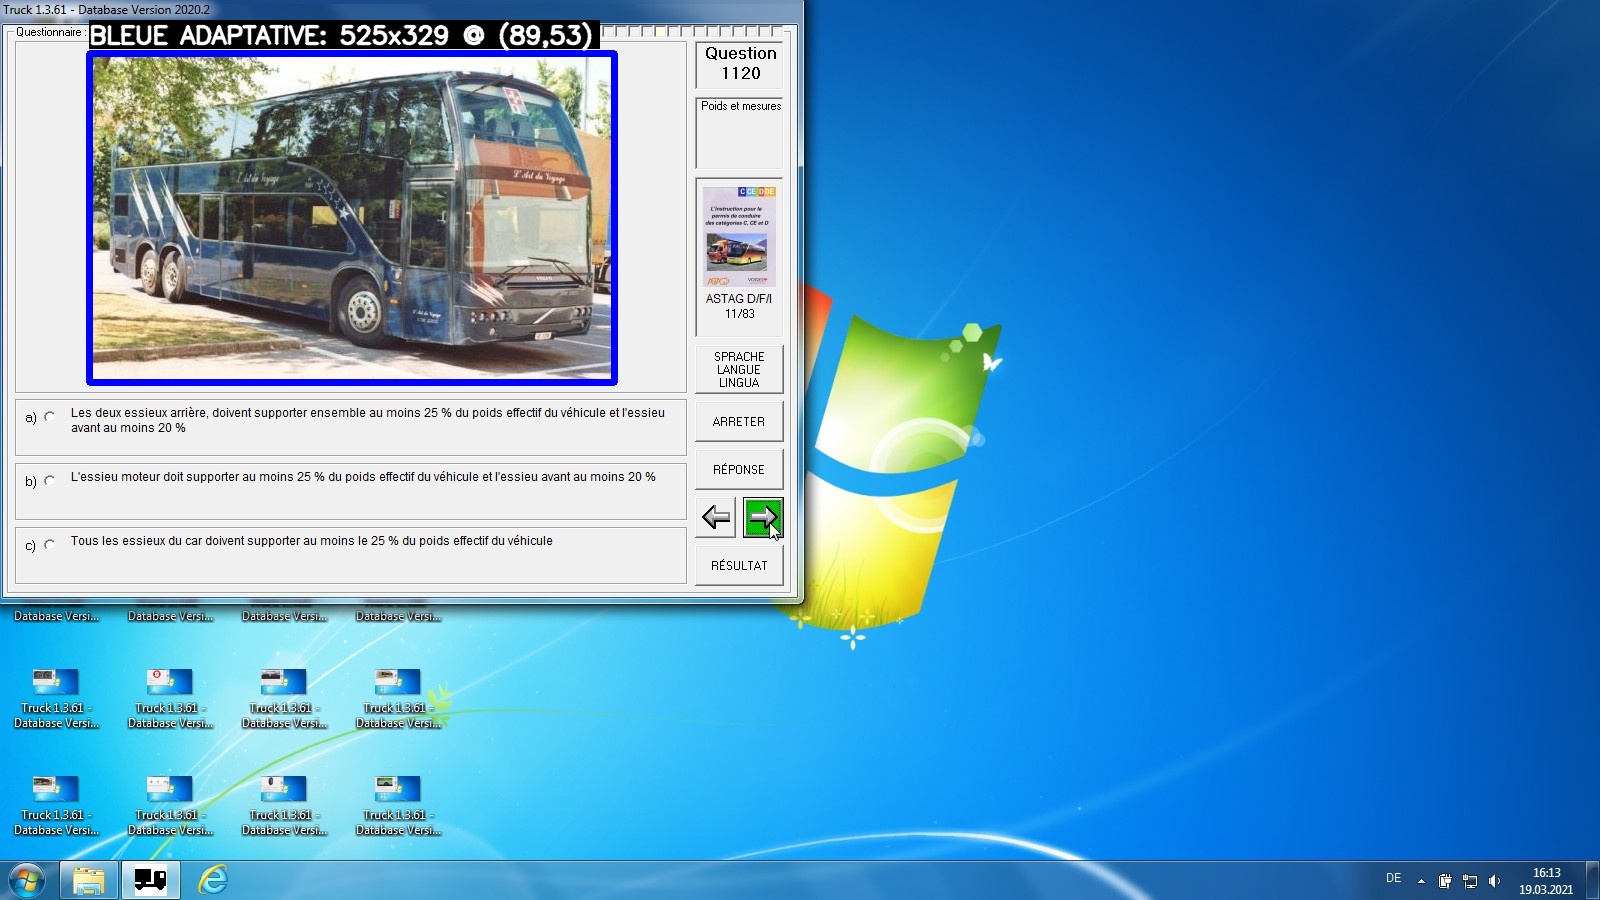 Truck 1.3.61 - Database Version 2020.2
Questionnaire :
BLEUE ADAPTATIVE: 525x329 @ (89,53)
L'Art du Voyage
L'Art du Voyage
L'Art du Voyage
VOLVO
Question
1120
Poids et mesures
C CE D DE
L'instruction pour le
permis de conduire
des catégories C, CE et D
ASTAG D/F/I
11/83
SPRACHE
LANGUE
LINGUA
ARRETER
RÉPONSE
RÉSULTAT
a) Les deux essieux arrière, doivent supporter ensemble au moins 25 % du poids effectif du véhicule et l'essieu
avant au moins 20 %
b) L'essieu moteur doit supporter au moins 25 % du poids effectif du véhicule et l'essieu avant au moins 20 %
c) Tous les essieux du car doivent supporter au moins le 25 % du poids effectif du véhicule
Database Versi... Database Versi... Database Versi... Database Versi...
Truck 1.3.61 - Truck 1.3.61 - Truck 1.3.61 - Truck 1.3.61 -
Database Versi... Database Versi... Database Versi... Database Versi...
Truck 1.3.61 - Truck 1.3.61 - Truck 1.3.61 - Truck 1.3.61 -
Database Versi... Database Versi... Database Versi... Database Versi...
DE
16:13
19.03.2021